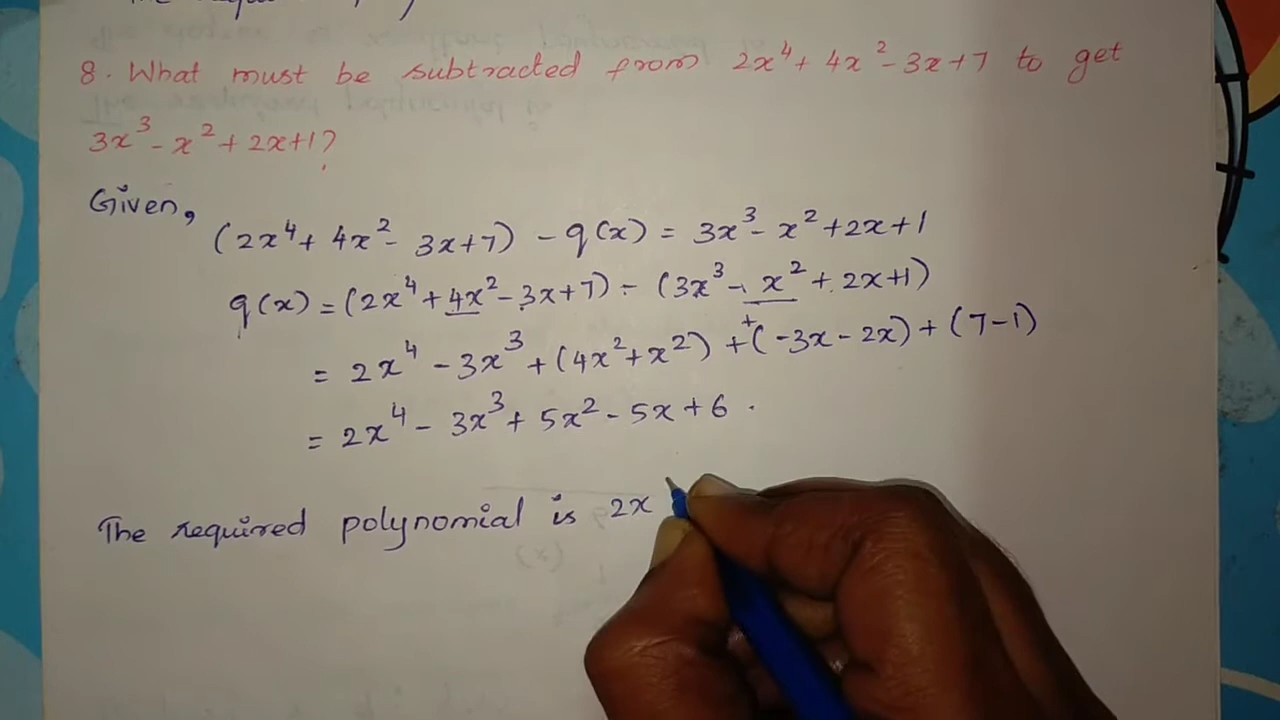 8. What must be subtracted from 2x⁴ + 4x² - 3x + 7 to get
3x³ - x² + 2x + 1?
Given,
(2x⁴ + 4x² - 3x + 7) - q(x) = 3x³ - x² + 2x + 1
q(x) = (2x⁴ + 4x² - 3x + 7) - (3x³ - x² + 2x + 1)
+
= 2x⁴ - 3x³ + (4x² + x²) + (-3x - 2x) + (7 - 1)
= 2x⁴ - 3x³ + 5x² - 5x + 6.
The required polynomial is 2x